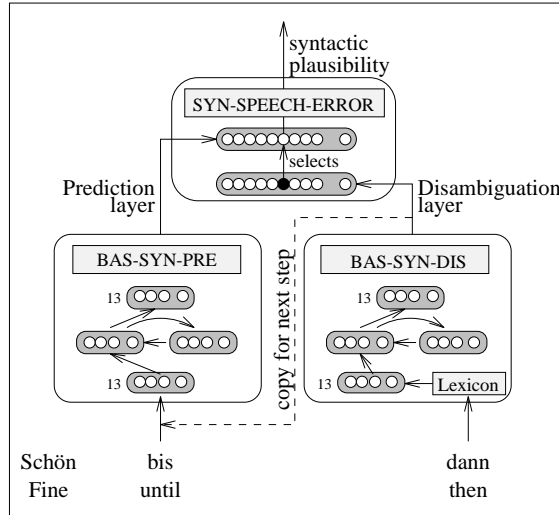 syntactic
plausibility
SYN-SPEECH-ERROR
selects
Prediction
layer
Disambiguation
layer
BAS-SYN-PRE
BAS-SYN-DIS
13
13
copy for next step
13
13
Lexicon
Schön
bis
dann
Fine
until
then